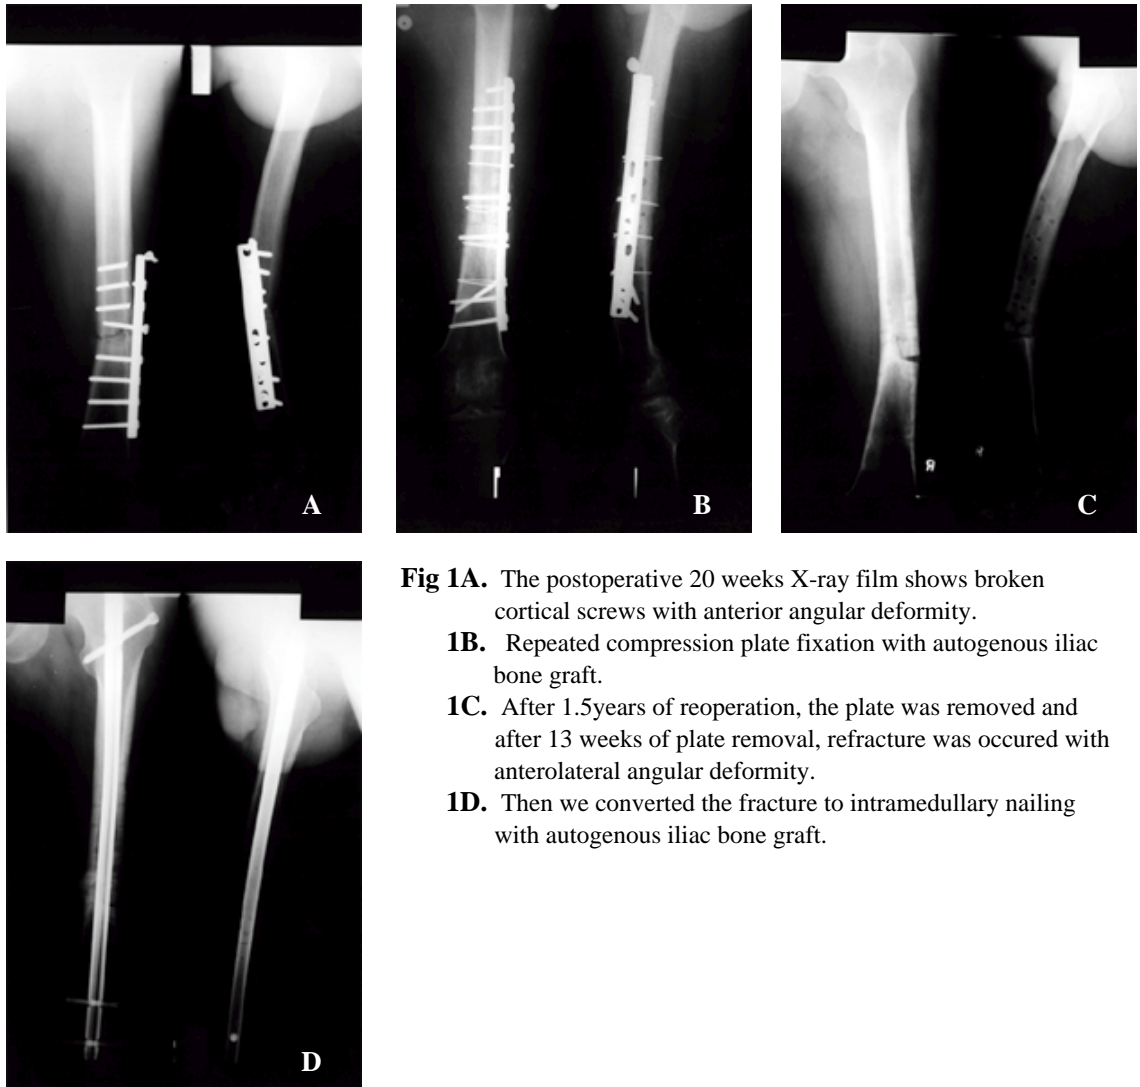 A
B
C
D
Fig 1A. The postoperative 20 weeks X-ray film shows broken
cortical screws with anterior angular deformity.
1B. Repeated compression plate fixation with autogenous iliac
bone graft.
1C. After 1.5years of reoperation, the plate was removed and
after 13 weeks of plate removal, refracture was occured with
anterolateral angular deformity.
1D. Then we converted the fracture to intramedullary nailing
with autogenous iliac bone graft.